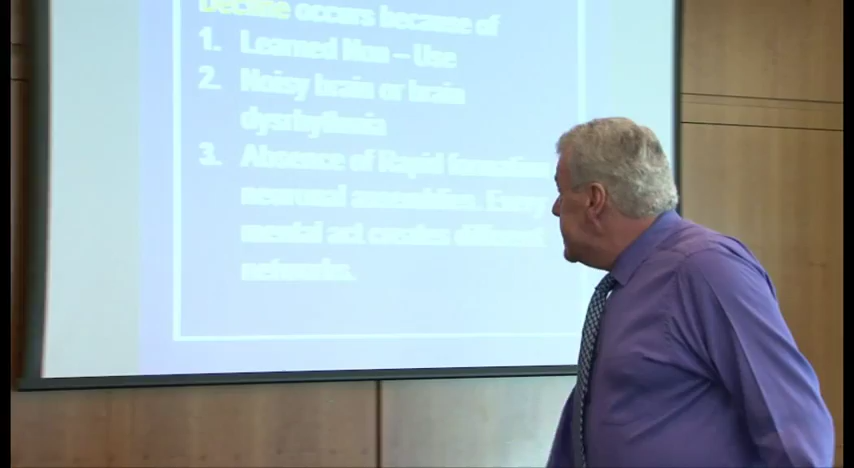 Decline occurs because of
1. Learned Non – Use
2. Noisy brain or brain
dysrhythmia
3. Absence of Rapid formation
neuronal assemblies. Every
mental act creates different
networks.